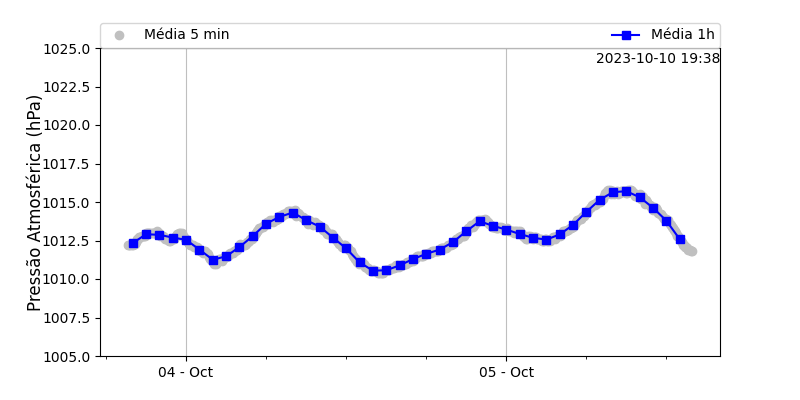 Média 5 min
Média 1h
2023-10-10 19:38
Pressão Atmosférica (hPa)
1025.0
1022.5
1020.0
1017.5
1015.0
1012.5
1010.0
1007.5
1005.0
04 - Oct
05 - Oct